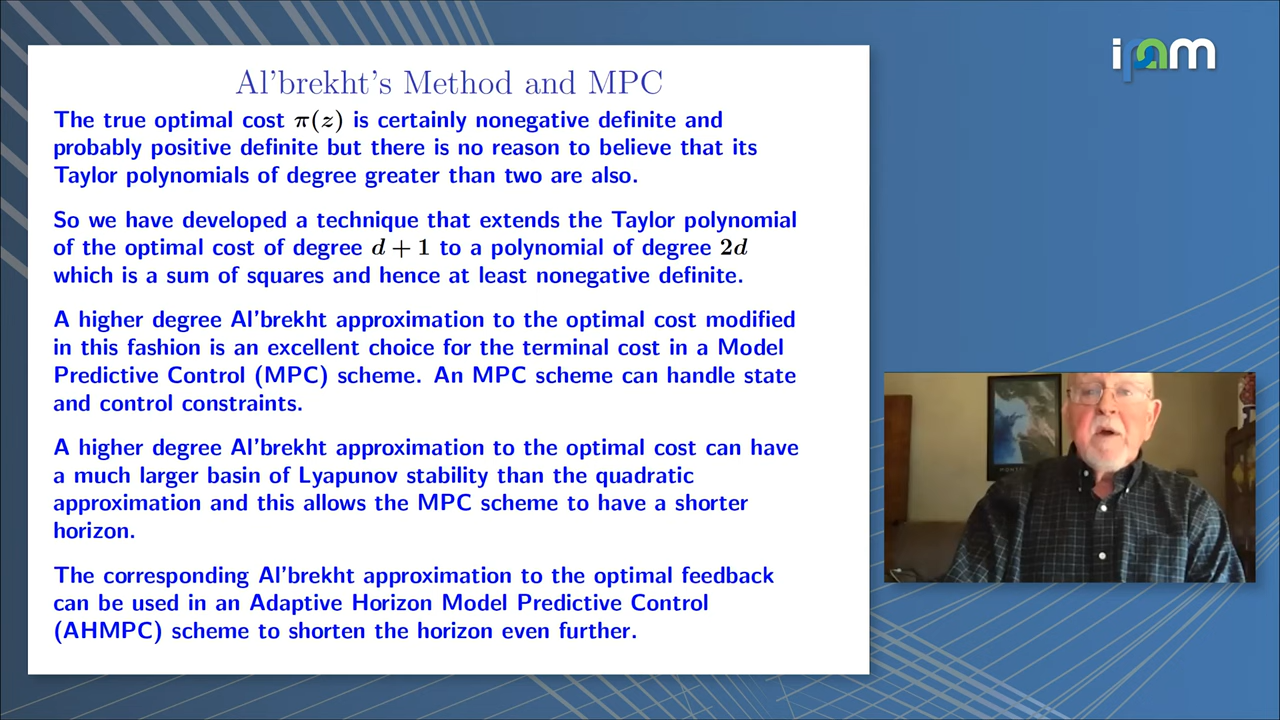 Al'brekht's Method and MPC
The true optimal cost π(z) is certainly nonegative definite and
probably positive definite but there is no reason to believe that its
Taylor polynomials of degree greater than two are also.
So we have developed a technique that extends the Taylor polynomial
of the optimal cost of degree d + 1 to a polynomial of degree 2d
which is a sum of squares and hence at least nonegative definite.
A higher degree Al'brekht approximation to the optimal cost modified
in this fashion is an excellent choice for the terminal cost in a Model
Predictive Control (MPC) scheme. An MPC scheme can handle state
and control constraints.
A higher degree Al'brekht approximation to the optimal cost can have
a much larger basin of Lyapunov stability than the quadratic
approximation and this allows the MPC scheme to have a shorter
horizon.
The corresponding Al'brekht approximation to the optimal feedback
can be used in an Adaptive Horizon Model Predictive Control
(AHMPC) scheme to shorten the horizon even further.
ipam